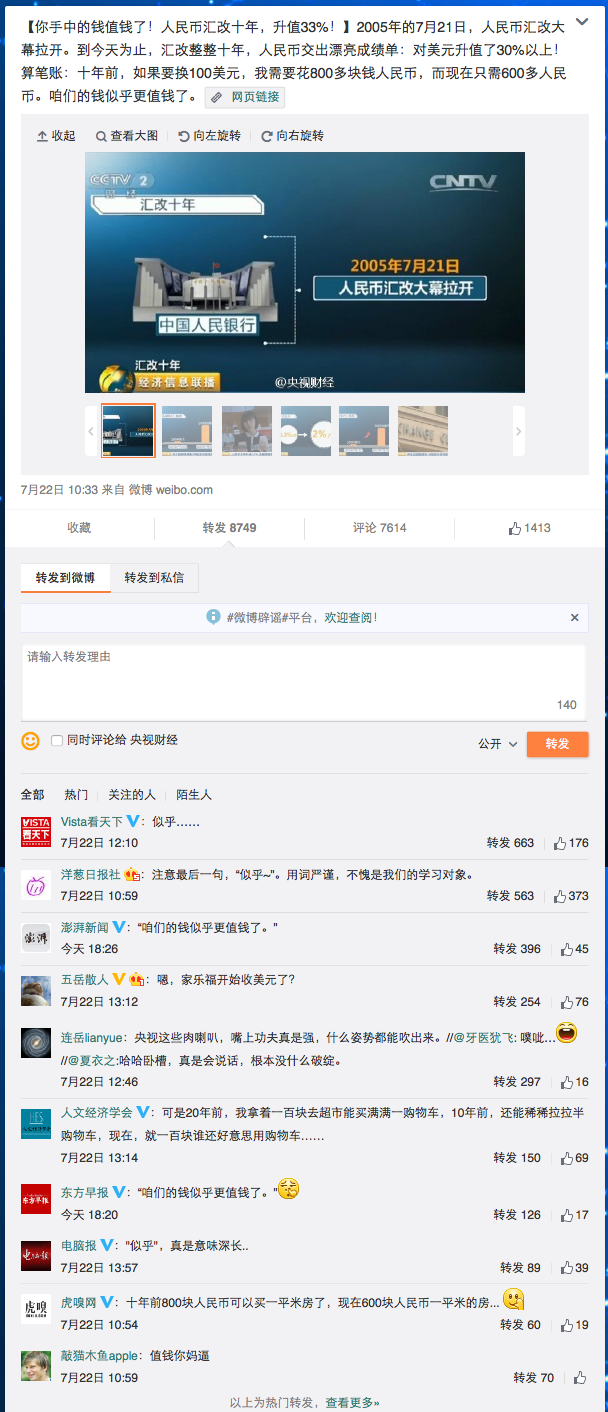 【你手中的钱值钱了！人民币汇改十年，升值33%！】2005年的7月21日，人民币汇改大
幕拉开。到今天为止，汇改整整十年，人民币交出漂亮成绩单：对美元升值了30%以上！
算笔账：十年前，如果要换100美元，我需要花800多块钱人民币，而现在只需600多人民
币。咱们的钱似乎更值钱了。 网页链接
收起 查看大图 向左旋转 向右旋转
CCTV 2
财 经
CNTV
汇改十年
2005年7月21日
人民币汇改大幕拉开
中国人民银行
汇改十年
经济信息联播
@央视财经
7月22日 10:33 来自 微博 weibo.com
收藏 转发 8749 评论 7614 1413
转发到微博 转发到私信
#微博辟谣#平台，欢迎查阅！
请输入转发理由
140
同时评论给 央视财经 公开 转发
全部 热门 关注的人 陌生人
VISTA
看天下
Vista看天下 ：似乎……
7月22日 12:10 转发 663 176
洋葱日报社 ：注意最后一句，“似乎~”。用词严谨，不愧是我们的学习对象。
7月22日 10:59 转发 563 373
澎湃
澎湃新闻 ：“咱们的钱似乎更值钱了。”
今天 18:26 转发 396 45
五岳散人 ：嗯，家乐福开始收美元了?
7月22日 13:12 转发 254 76
连岳lianyue：央视这些肉喇叭，嘴上功夫真是强，什么姿势都能吹出来。//@牙医犹飞: 噗呲...
//@夏衣之:哈哈卧槽，真是会说话，根本没什么破绽。
7月22日 12:46 转发 297 16
HES
人文经济学会 ：可是20年前，我拿着一百块去超市能买满满一购物车，10年前，还能稀稀拉拉半
购物车，现在，就一百块谁还好意思用购物车……
7月22日 13:14 转发 150 69
东方早报
东方早报 ：“咱们的钱似乎更值钱了。”
今天 18:20 转发 126 17
电脑报
电脑报 ："似乎"，真是意味深长..
7月22日 13:57 转发 89 39
虎嗅
虎嗅网 ：十年前800块人民币可以买一平米房了，现在600块人民币一平米的房...
7月22日 10:54 转发 60 19
敲猫木鱼apple：值钱你妈逼
7月22日 10:59 转发 70
以上为热门转发，查看更多»